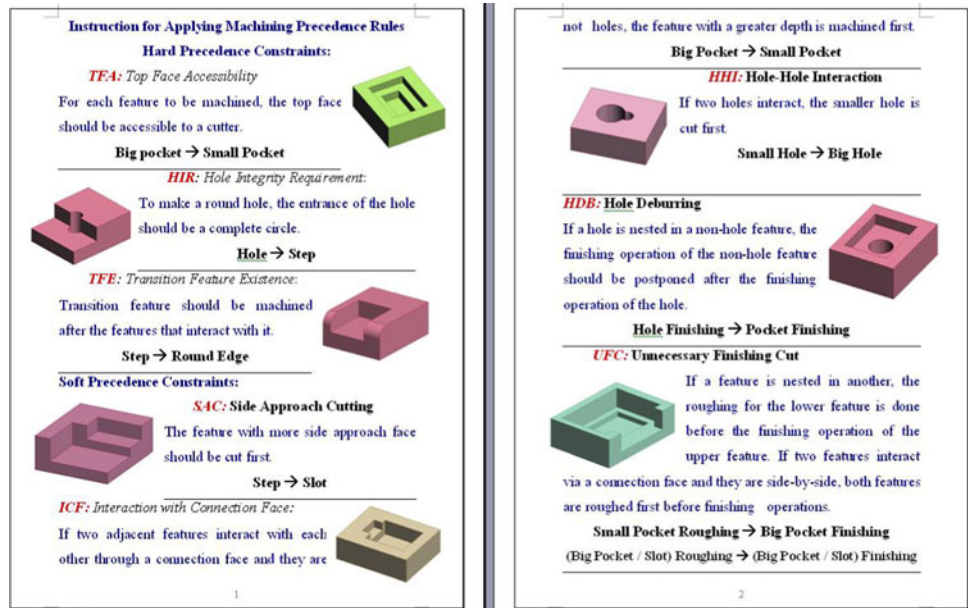 Instruction for Applying Machining Precedence Rules
Hard Precedence Constraints:
TFA: Top Face Accessibility
For each feature to be machined, the top face
should be accessible to a cutter.
Big pocket → Small Pocket
HIR: Hole Integrity Requirement:
To make a round hole, the entrance of the hole
should be a complete circle.
Hole → Step
TFE: Transition Feature Existence:
Transition feature should be machined
after the features that interact with it.
Step → Round Edge
Soft Precedence Constraints:
SAC: Side Approach Cutting
The feature with more side approach face
should be cut first.
Step → Slot
ICF: Interaction with Connection Face:
If two adjacent features interact with each
other through a connection face and they are
1
not holes, the feature with a greater depth is machined first.
Big Pocket → Small Pocket
HHI: Hole-Hole Interaction
If two holes interact, the smaller hole is
cut first.
Small Hole → Big Hole
HDB: Hole Deburring
If a hole is nested in a non-hole feature, the
finishing operation of the non-hole feature
should be postponed after the finishing
operation of the hole.
Hole Finishing → Pocket Finishing
UFC: Unnecessary Finishing Cut
If a feature is nested in another, the
roughing for the lower feature is done
before the finishing operation of the
upper feature. If two features interact
via a connection face and they are side-by-side, both features
are roughed first before finishing operations.
Small Pocket Roughing → Big Pocket Finishing
(Big Pocket / Slot) Roughing → (Big Pocket / Slot) Finishing
2